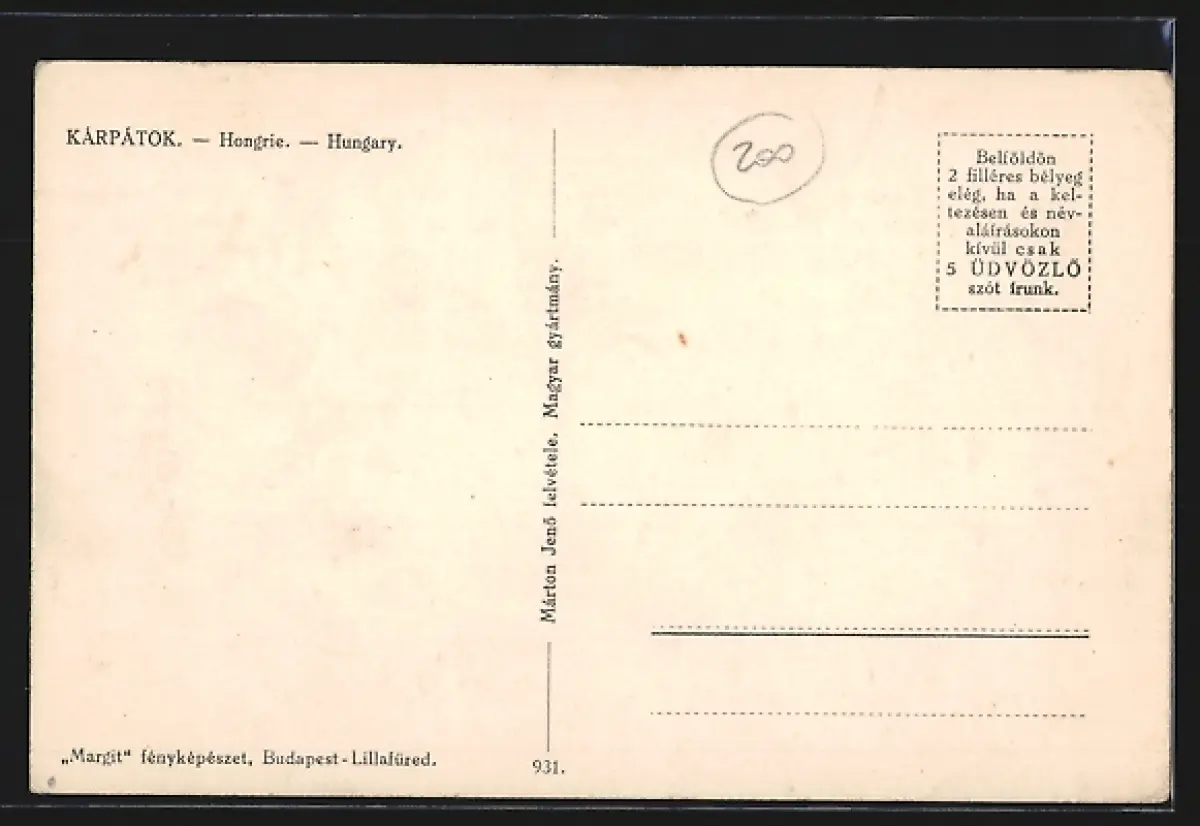 KÁRPÁTOK. — Hongrie. — Hungary.
200
Belföldön
2 filléres bélyeg
elég, ha a kel-
tezésen és név-
aláírásokon
kívül csak
5 ÜDVÖZLŐ
szót írunk.
Márton Jenő felvétele. Magyar gyártmány.
„Margit“ fényképészet, Budapest-Lillafüred.
931.